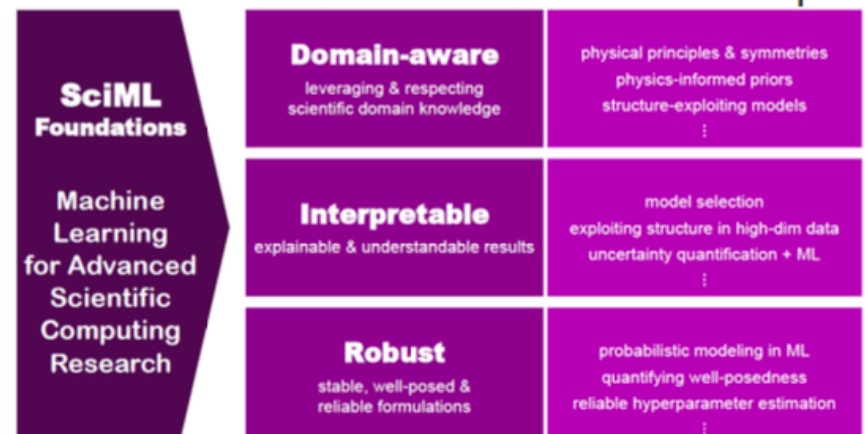 SciML
Foundations
Machine
Learning
for Advanced
Scientific
Computing
Research
Domain-aware
leveraging & respecting
scientific domain knowledge
physical principles & symmetries
physics-informed priors
structure-exploiting models
⋮
Interpretable
explainable & understandable results
model selection
exploiting structure in high-dim data
uncertainty quantification + ML
⋮
Robust
stable, well-posed &
reliable formulations
probabilistic modeling in ML
quantifying well-posedness
reliable hyperparameter estimation
⋮